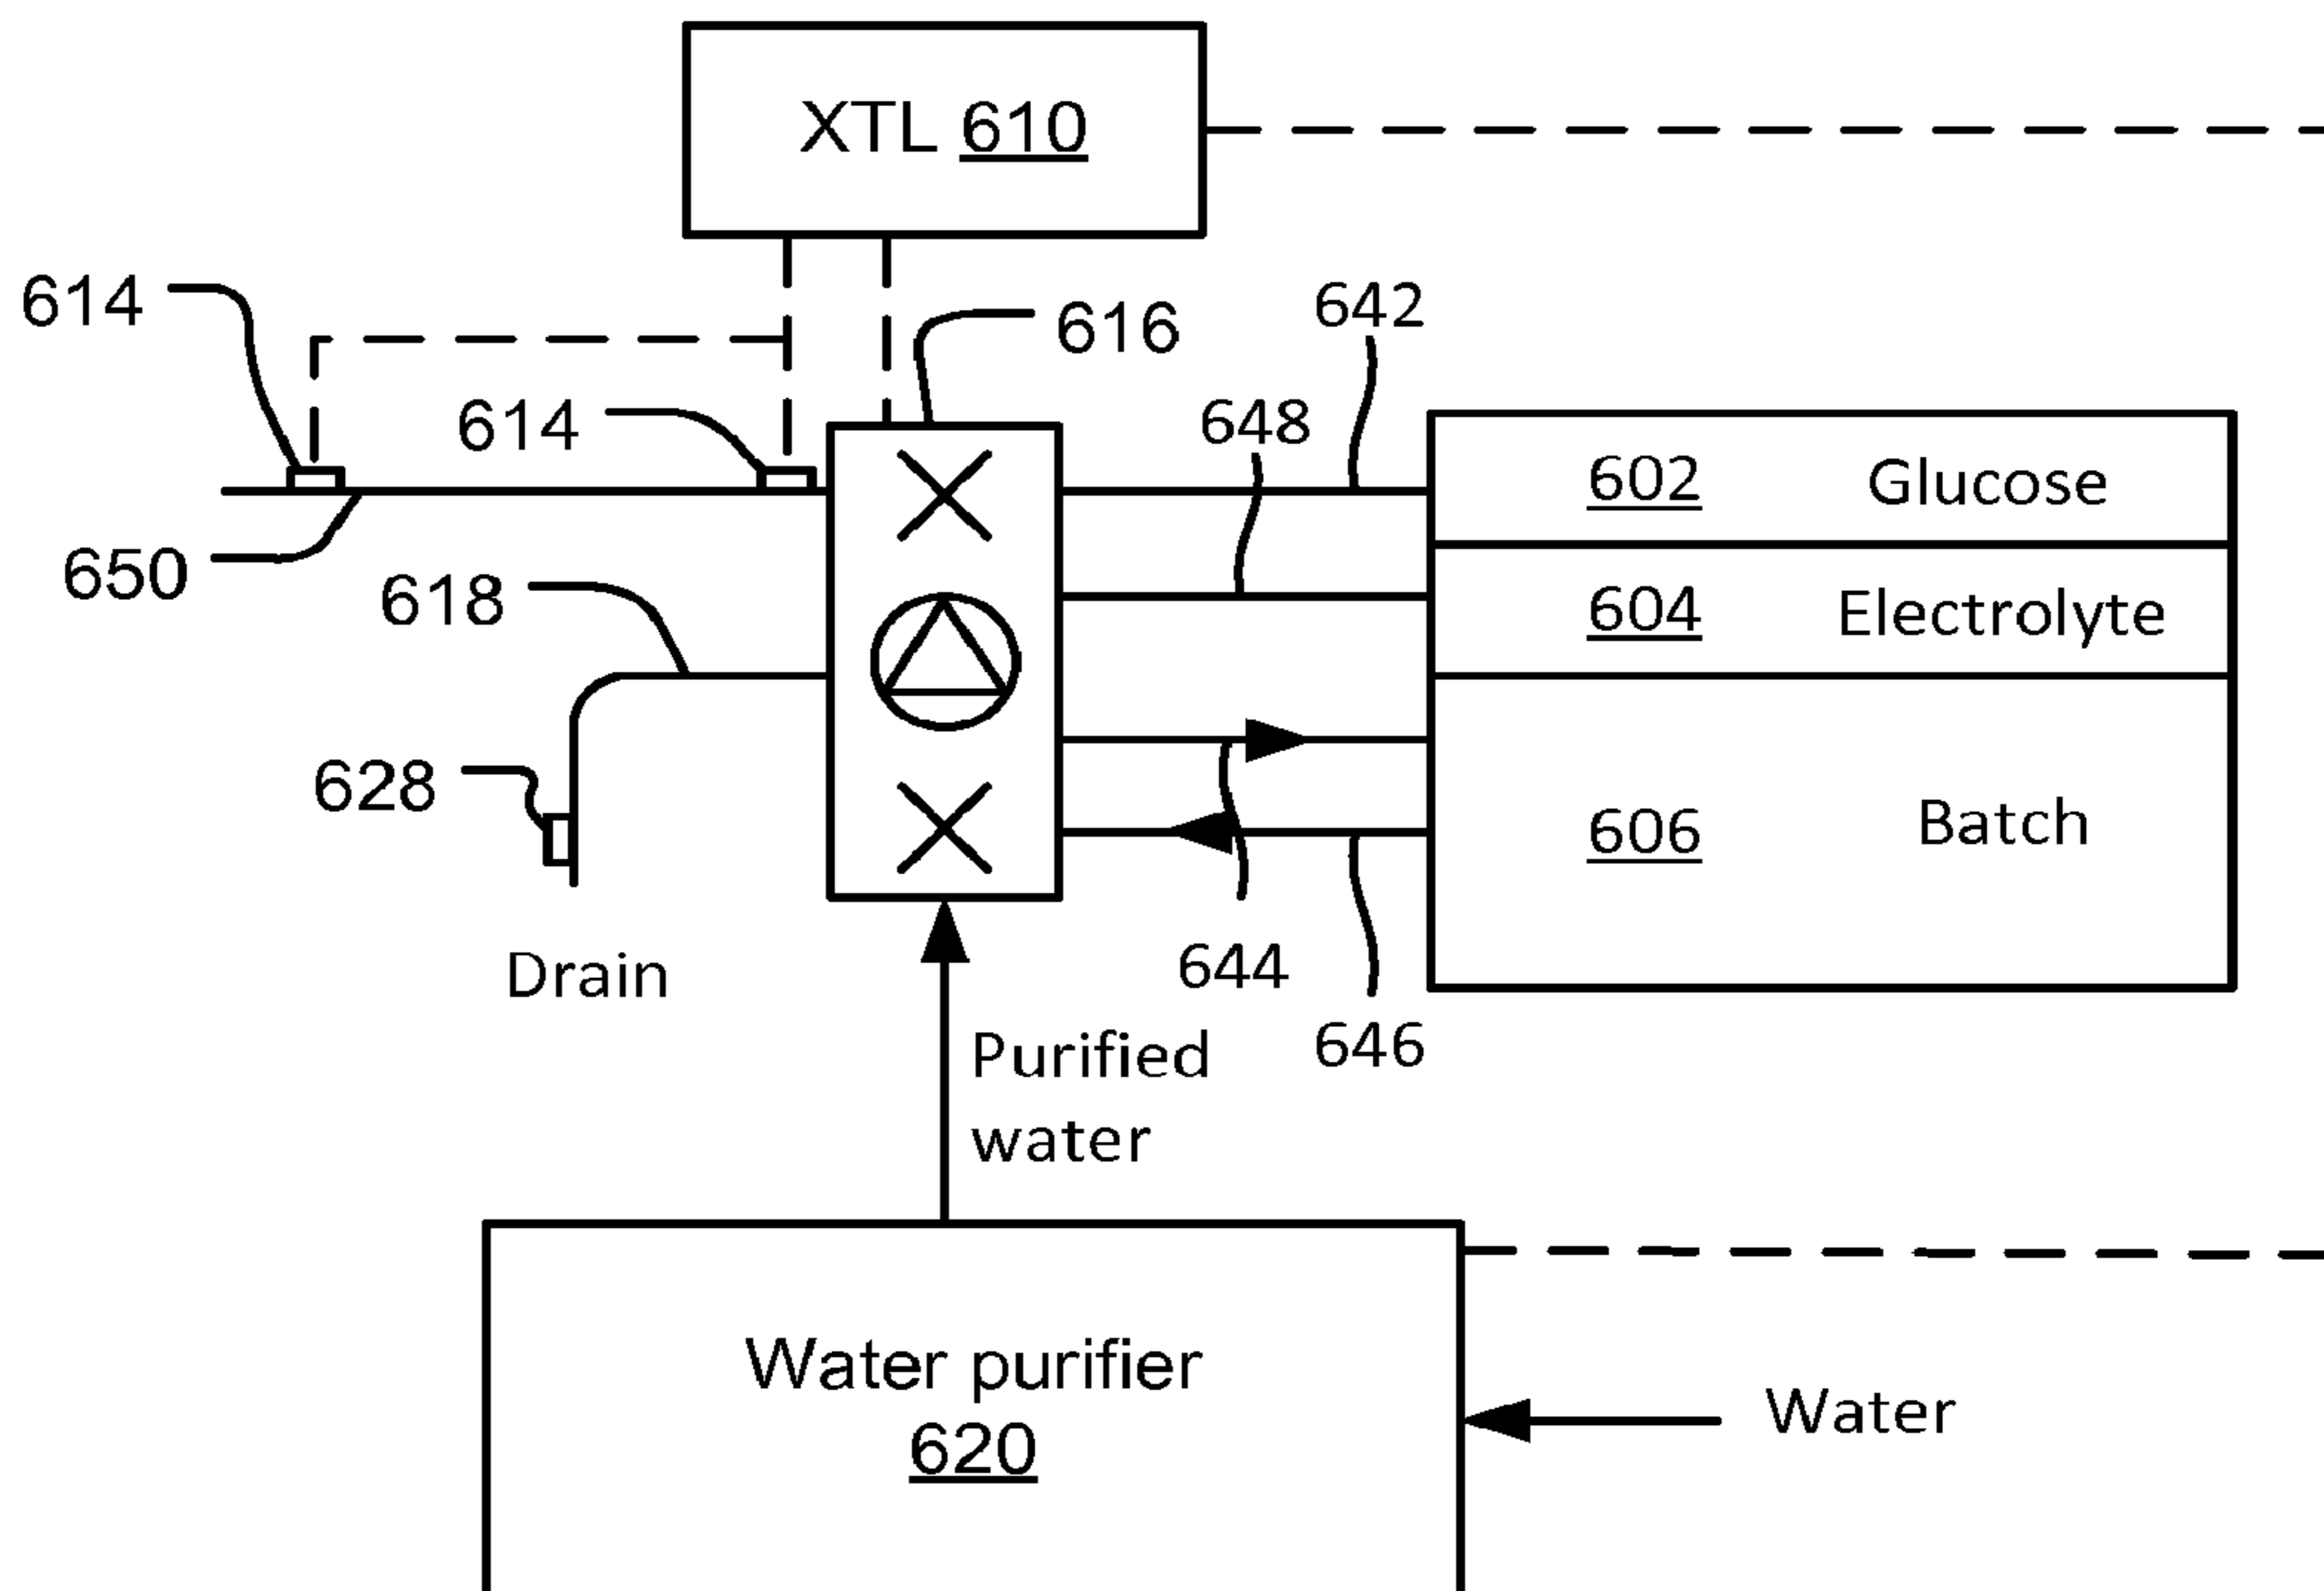 XTL 610
614
616
642
614
648
602 Glucose
650
618
604 Electrolyte
628
606 Batch
Drain
644
646
Purified
water
Water purifier
620
Water